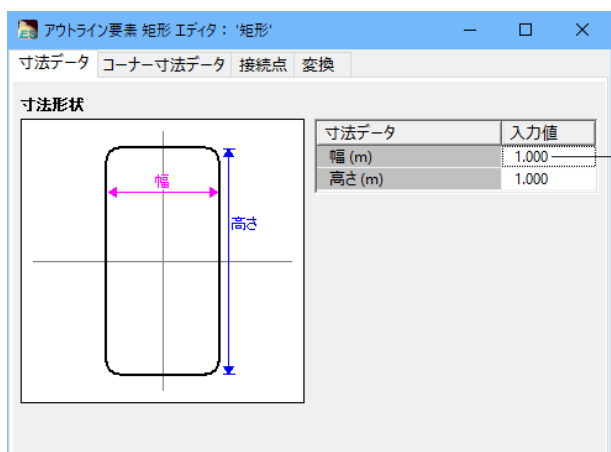 アウトライン要素 矩形 エディタ： '矩形'
寸法データ コーナー寸法データ 接続点 変換
寸法形状
寸法データ 入力値
幅 (m) 1.000
高さ (m) 1.000
幅
高さ